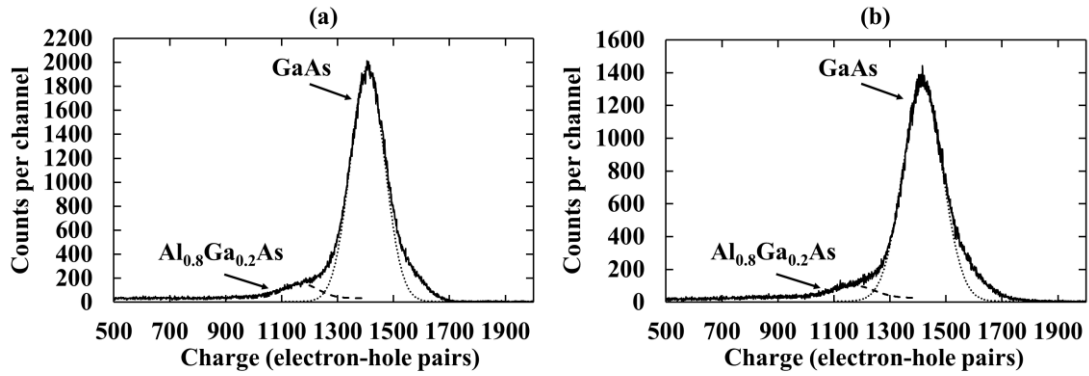 (a)
2200
2000
1800
1600
1400
1200
1000
800
600
400
200
0
Counts per channel
GaAs
Al0.8Ga0.2As
500 700 900 1100 1300 1500 1700 1900
Charge (electron-hole pairs)
(b)
1600
1400
1200
1000
800
600
400
200
0
Counts per channel
GaAs
Al0.8Ga0.2As
500 700 900 1100 1300 1500 1700 1900
Charge (electron-hole pairs)